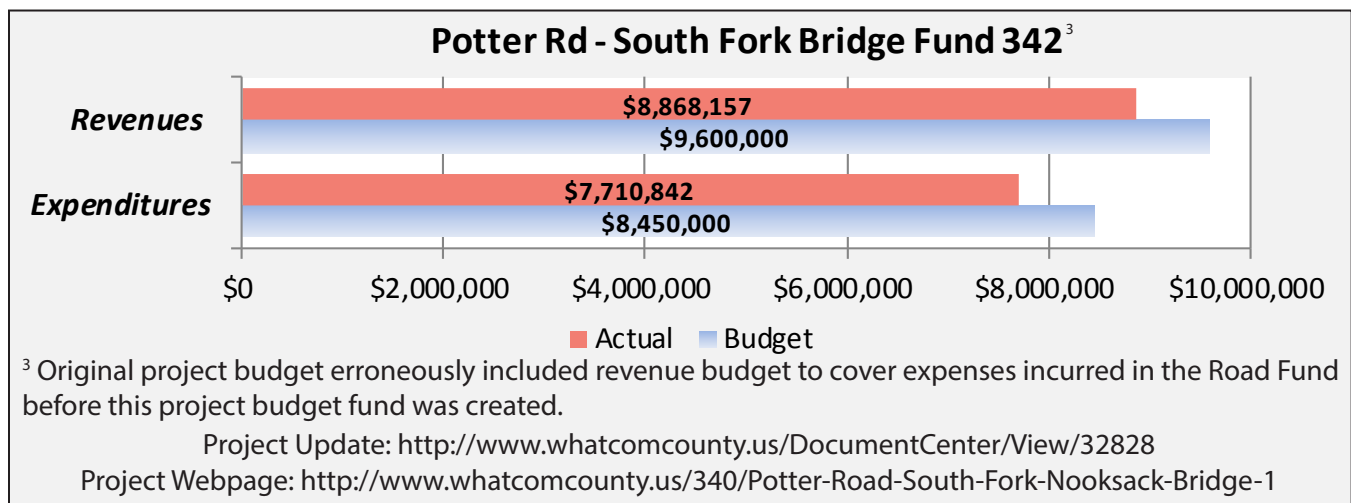 Potter Rd - South Fork Bridge Fund 342³
Revenues
$8,868,157
$9,600,000
Expenditures
$7,710,842
$8,450,000
$0 $2,000,000 $4,000,000 $6,000,000 $8,000,000 $10,000,000
Actual Budget
³ Original project budget erroneously included revenue budget to cover expenses incurred in the Road Fund
before this project budget fund was created.
Project Update: http://www.whatcomcounty.us/DocumentCenter/View/32828
Project Webpage: http://www.whatcomcounty.us/340/Potter-Road-South-Fork-Nooksack-Bridge-1